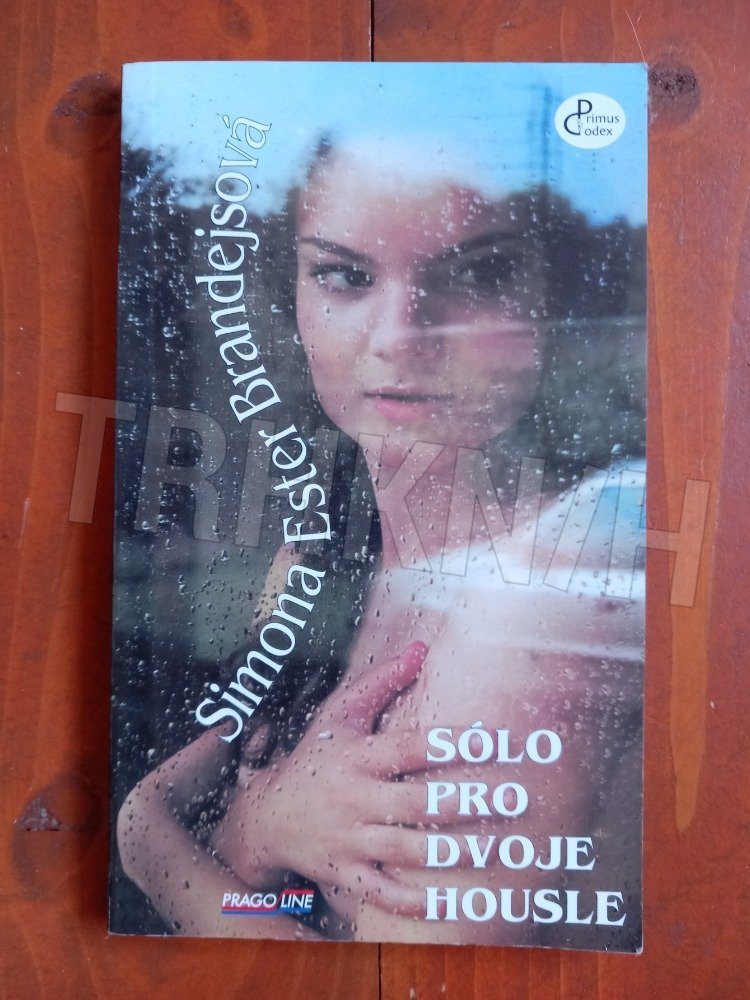 Primus
Codex
Simona Ester Brandejsová
TRHKNIH
SÓLO
PRO
DVOJE
HOUSLE
PRAGO LINE